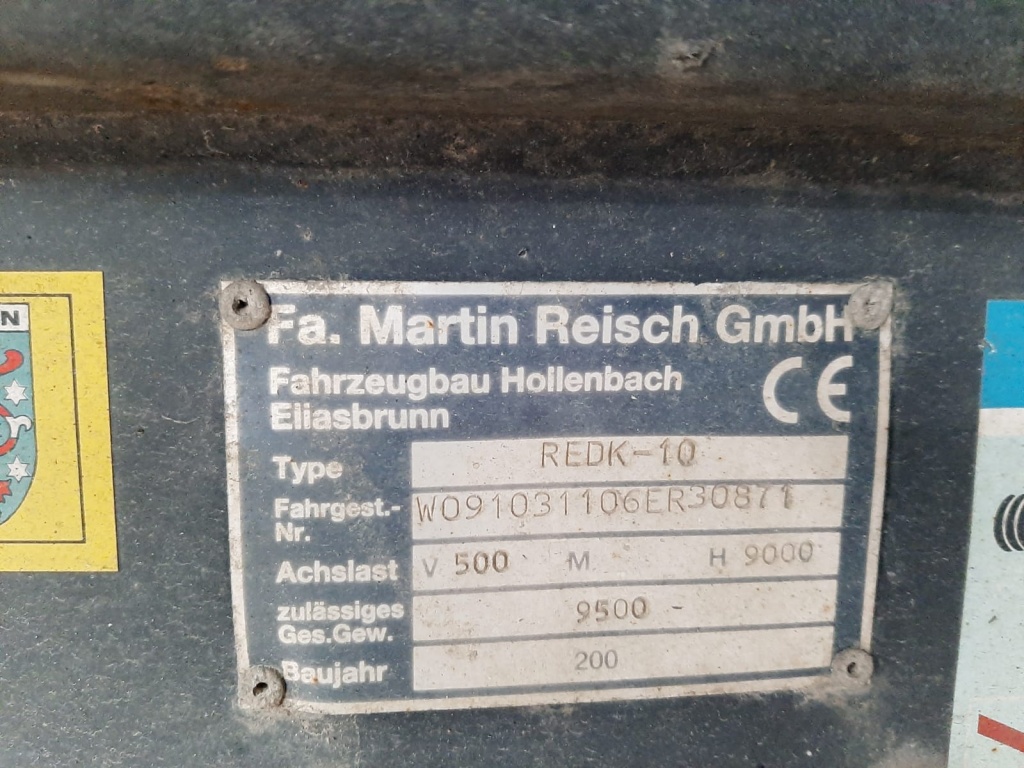 N
Fa. Martin Reisch GmbH
Fahrzeugbau Hollenbach
Eliasbrunn
CE
Type REDK-10
Fahrgest.-
Nr. W091031106ER30871
Achslast V 500 M H 9000
zulässiges
Ges.Gew. 9500 -
Baujahr 200